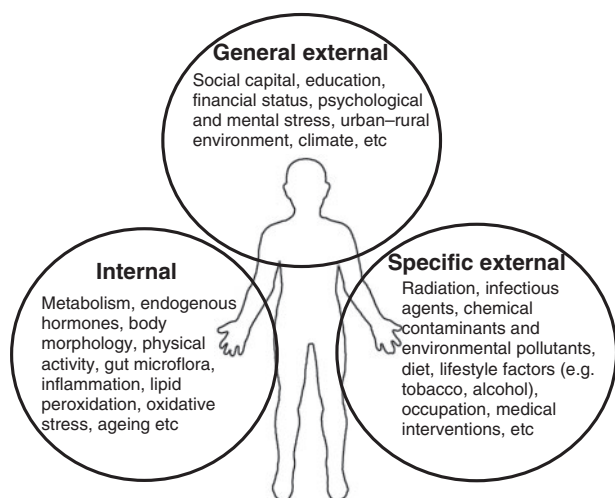 General external
Social capital, education,
financial status, psychological
and mental stress, urban–rural
environment, climate, etc
Internal
Metabolism, endogenous
hormones, body
morphology, physical
activity, gut microflora,
inflammation, lipid
peroxidation, oxidative
stress, ageing etc
Specific external
Radiation, infectious
agents, chemical
contaminants and
environmental pollutants,
diet, lifestyle factors (e.g.
tobacco, alcohol),
occupation, medical
interventions, etc